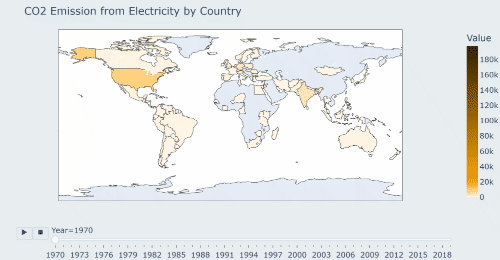 CO2 Emission from Electricity by Country
Value
180k
160k
140k
120k
100k
80k
60k
40k
20k
0
Year=1970
1970 1973 1976 1979 1982 1985 1988 1991 1994 1997 2000 2003 2006 2009 2012 2015 2018